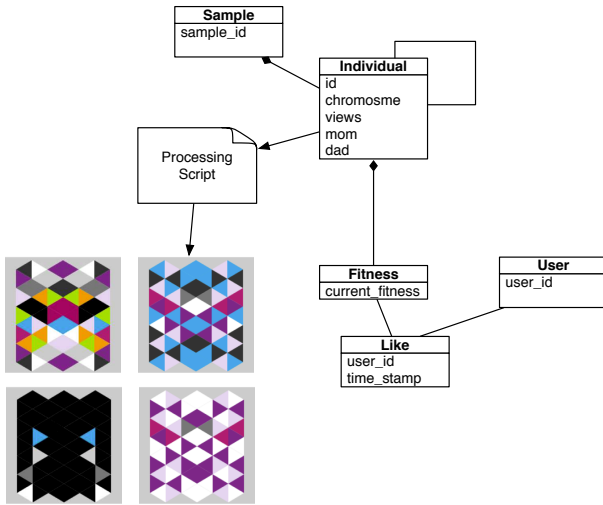 Sample
sample_id
Individual
id
chromosme
views
mom
dad
Processing
Script
Fitness
current_fitness
User
user_id
Like
user_id
time_stamp